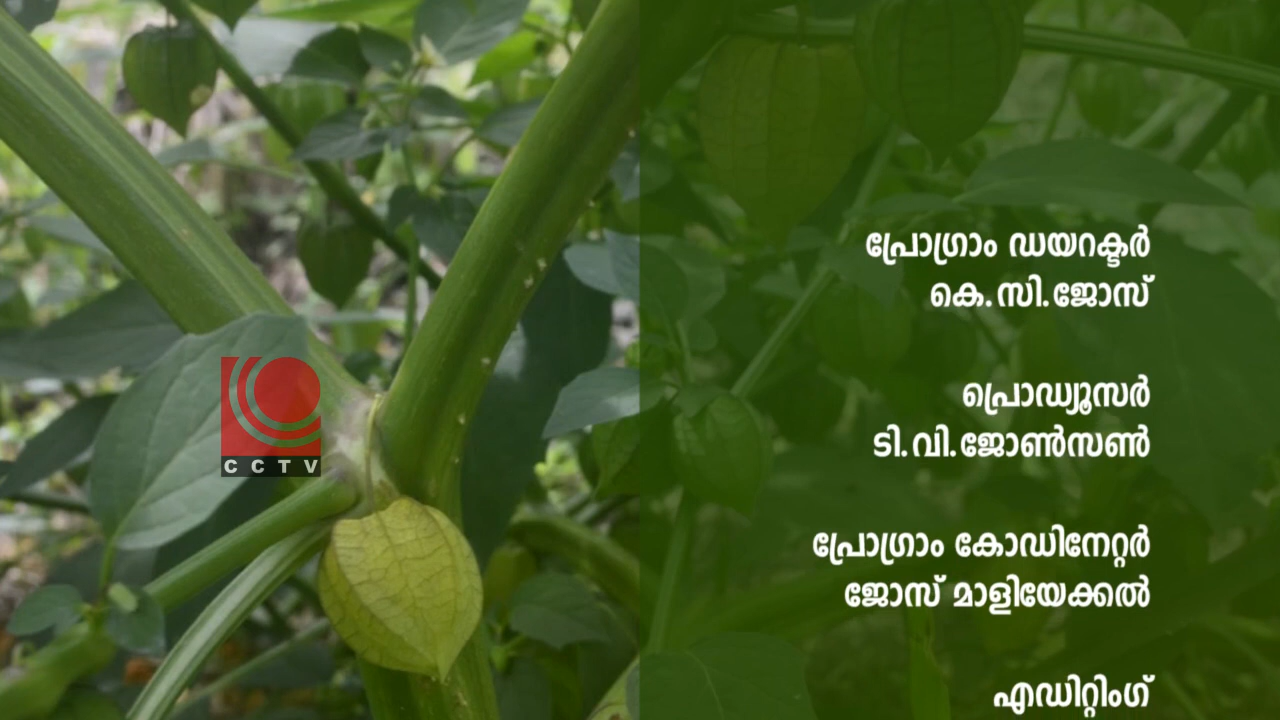 CCTV
പ്രോഗ്രാം ഡയറക്ടർ
കെ.സി.ജോസ്
പ്രൊഡ്യൂസർ
ടി.വി.ജോൺസൺ
പ്രോഗ്രാം കോഡിനേറ്റർ
ജോസ് മാളിയേക്കൽ
എഡിറ്റിംഗ്